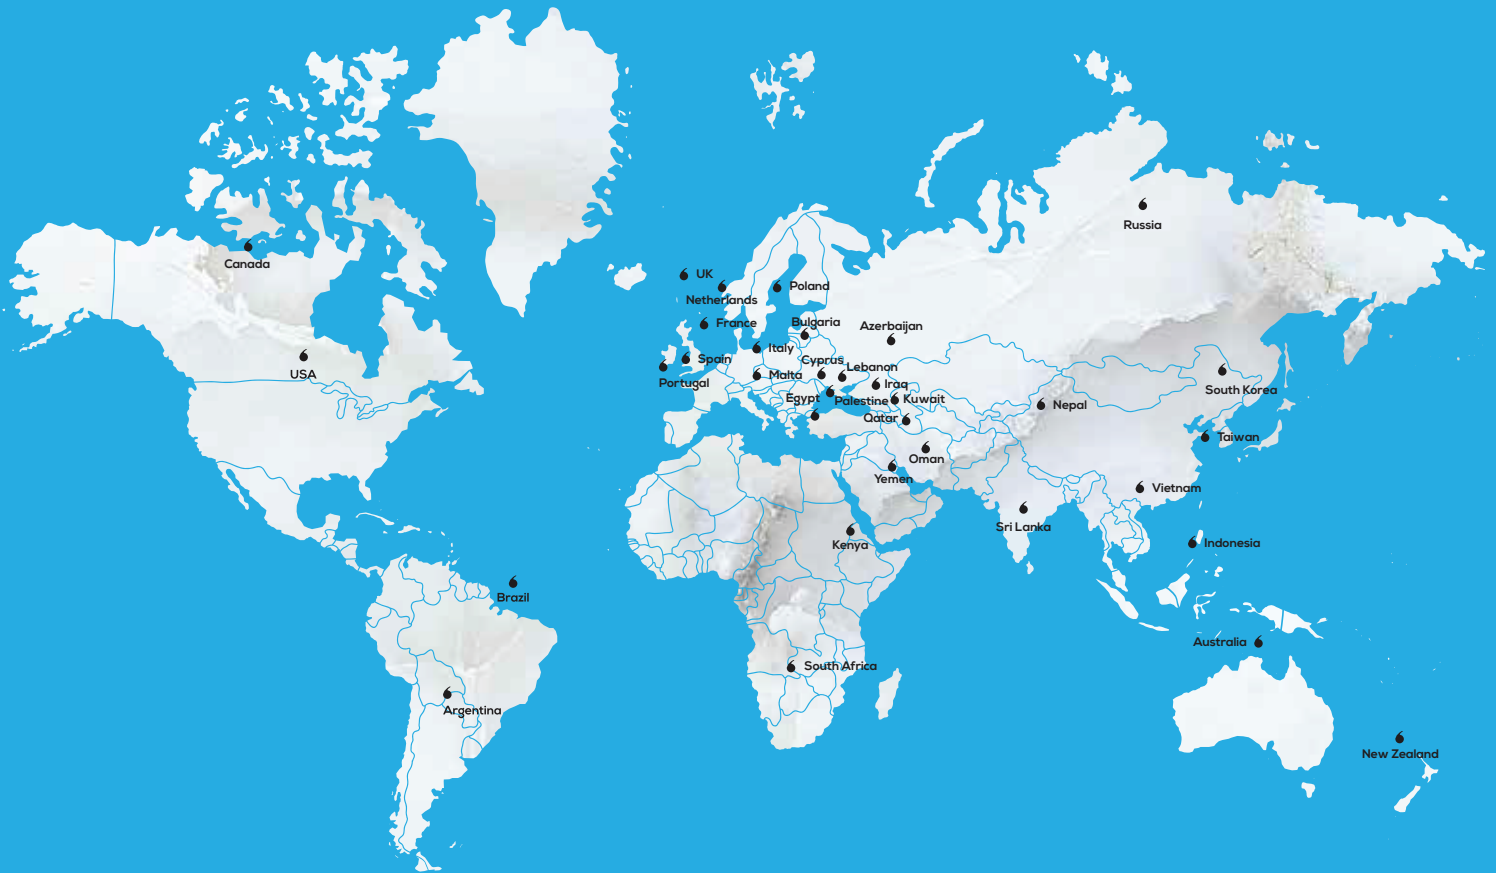 Russia
Canada
UK
Poland
Netherlands
France
Bulgaria
Azerbaijan
Italy
Spain
Cyprus
Lebanon
USA
Malta
Portugal
Iraq
South Korea
Egypt
Palestine
Kuwait
Nepal
Qatar
Taiwan
Oman
Yemen
Vietnam
Sri Lanka
Kenya
Indonesia
Brazil
Australia
South Africa
Argentina
New Zealand